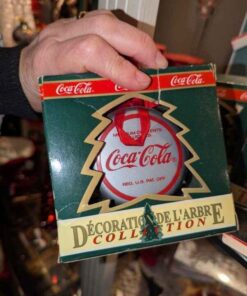 Coca-Cola
Coca-Cola
Coca-Cola
REG. U.S. PAT. OFF
DÉCORATION DE L'ARBRE
COLLECTION